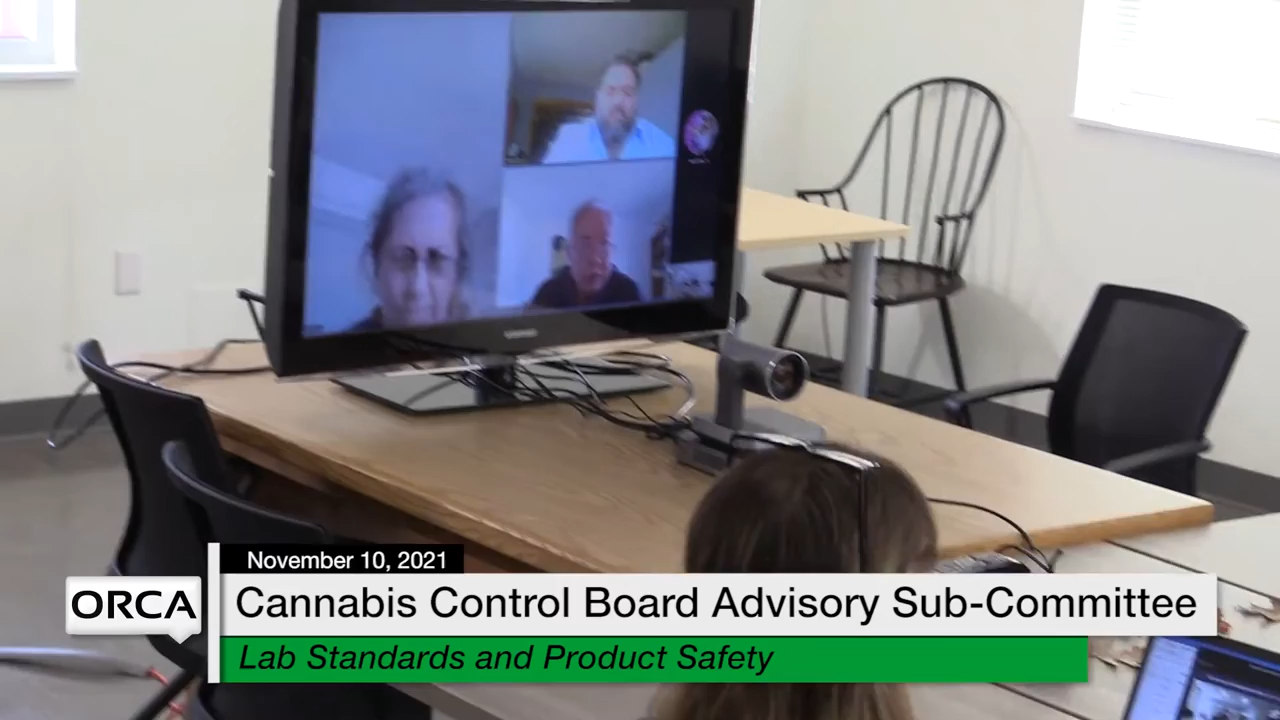 November 10, 2021
ORCA
Cannabis Control Board Advisory Sub-Committee
Lab Standards and Product Safety